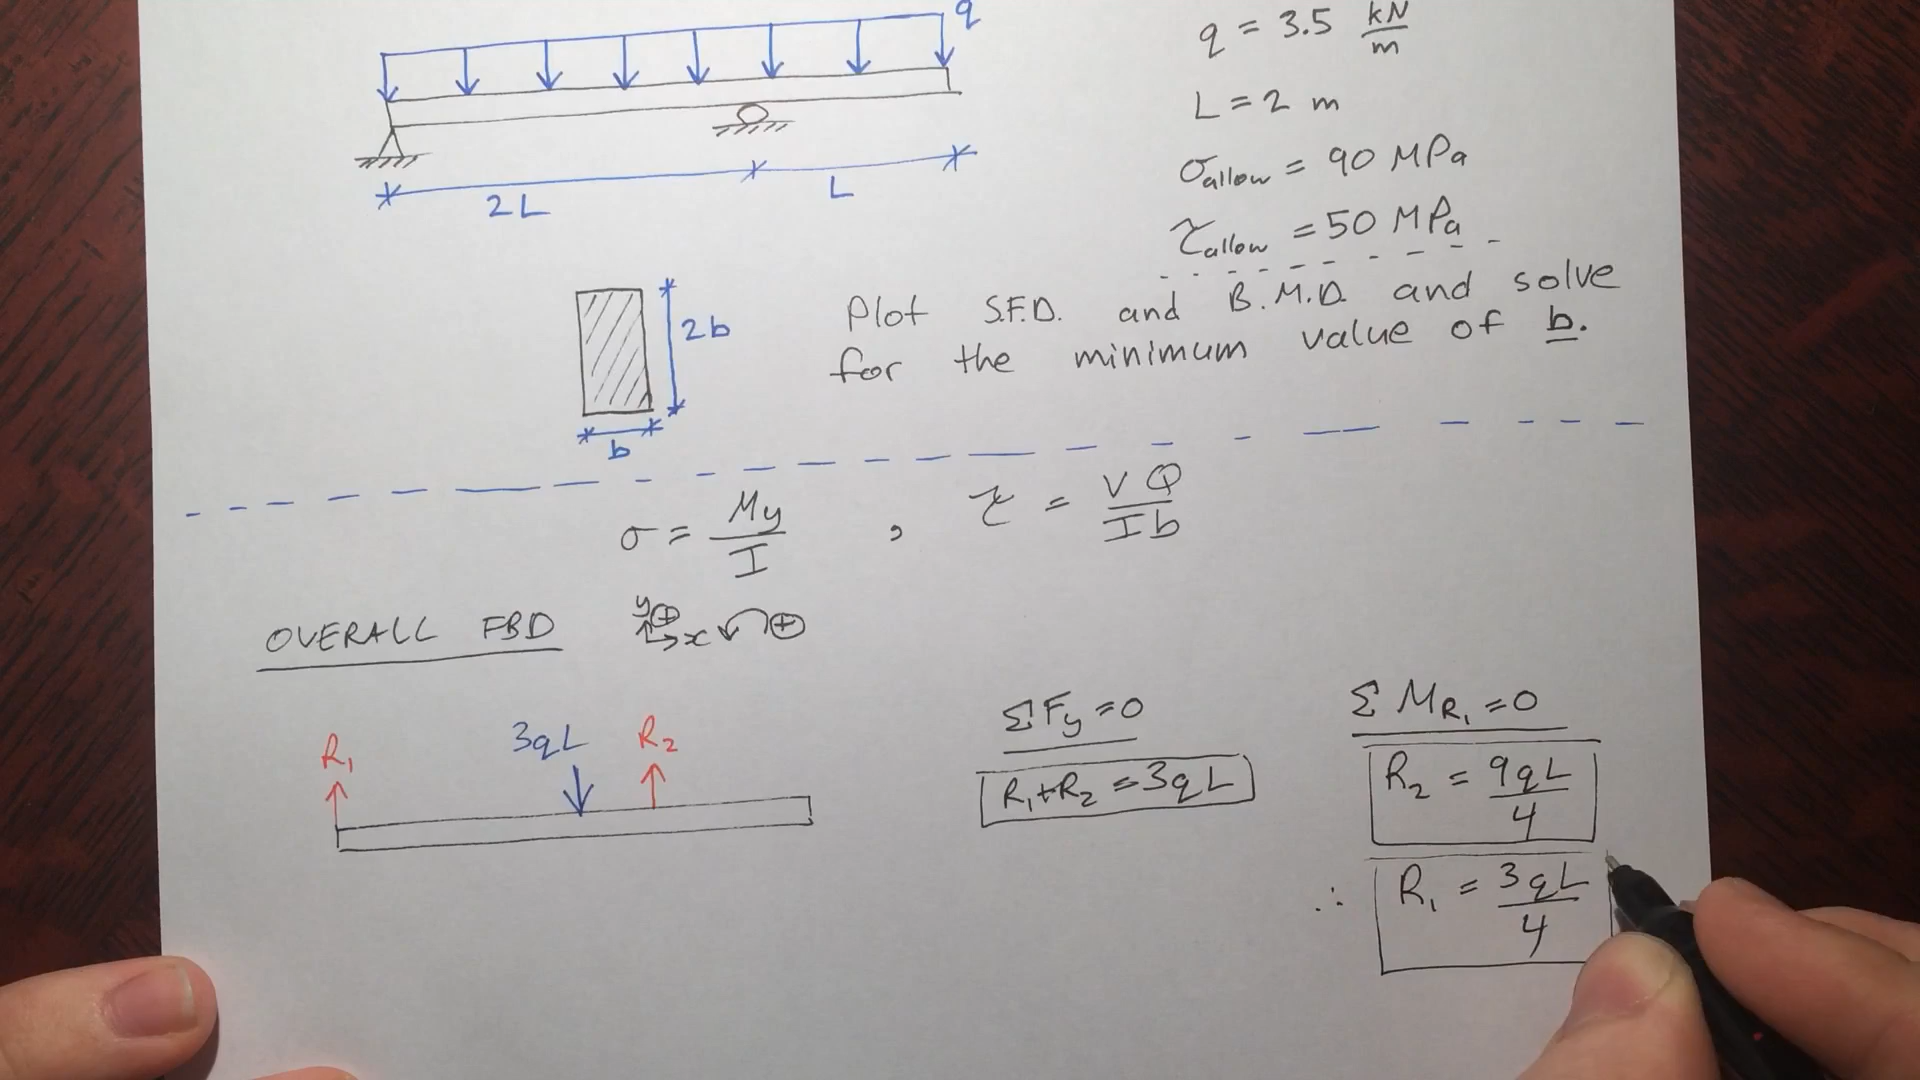 q
q = 3.5 kN/m
L = 2 m
σallow = 90 MPa
2L
L
τallow = 50 MPa
2b
b
Plot S.F.D. and B.M.D. and solve
for the minimum value of b.
σ = My/I , τ = VQ/Ib
OVERALL FBD
y ⊕
x ⊕
R₁
3qL
R₂
ΣFy = 0
R₁+R₂ = 3qL
ΣM_R₁ = 0
R₂ = 9qL/4
∴ R₁ = 3qL/4